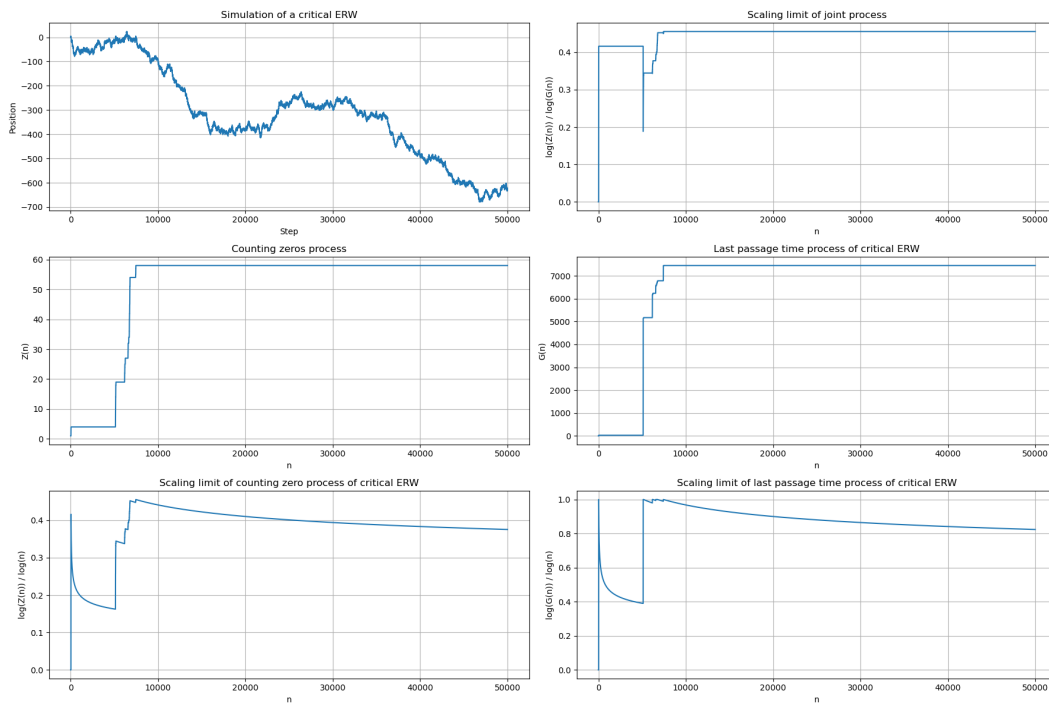 Simulation of a critical ERW
Position
0
−100
−200
−300
−400
−500
−600
−700
0 10000 20000 30000 40000 50000
Step
Scaling limit of joint process
log(Z(n)) / log(G(n))
0.4
0.3
0.2
0.1
0.0
0 10000 20000 30000 40000 50000
n
Counting zeros process
Z(n)
60
50
40
30
20
10
0
0 10000 20000 30000 40000 50000
n
Last passage time process of critical ERW
G(n)
7000
6000
5000
4000
3000
2000
1000
0
0 10000 20000 30000 40000 50000
n
Scaling limit of counting zero process of critical ERW
log(Z(n)) / log(n)
0.4
0.3
0.2
0.1
0.0
0 10000 20000 30000 40000 50000
n
Scaling limit of last passage time process of critical ERW
log(G(n)) / log(n)
1.0
0.8
0.6
0.4
0.2
0.0
0 10000 20000 30000 40000 50000
n